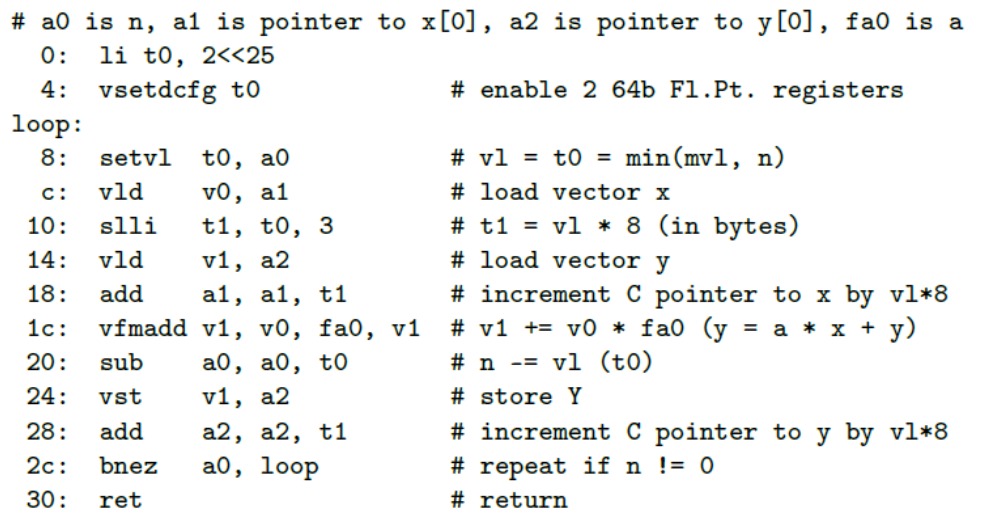 # a0 is n, a1 is pointer to x[0], a2 is pointer to y[0], fa0 is a
0: li t0, 2<<25
4: vsetdcfg t0 # enable 2 64b Fl.Pt. registers
loop:
8: setvl t0, a0 # vl = t0 = min(mvl, n)
c: vld v0, a1 # load vector x
10: slli t1, t0, 3 # t1 = vl * 8 (in bytes)
14: vld v1, a2 # load vector y
18: add a1, a1, t1 # increment C pointer to x by vl*8
1c: vfmadd v1, v0, fa0, v1 # v1 += v0 * fa0 (y = a * x + y)
20: sub a0, a0, t0 # n -= vl (t0)
24: vst v1, a2 # store Y
28: add a2, a2, t1 # increment C pointer to y by vl*8
2c: bnez a0, loop # repeat if n != 0
30: ret # return